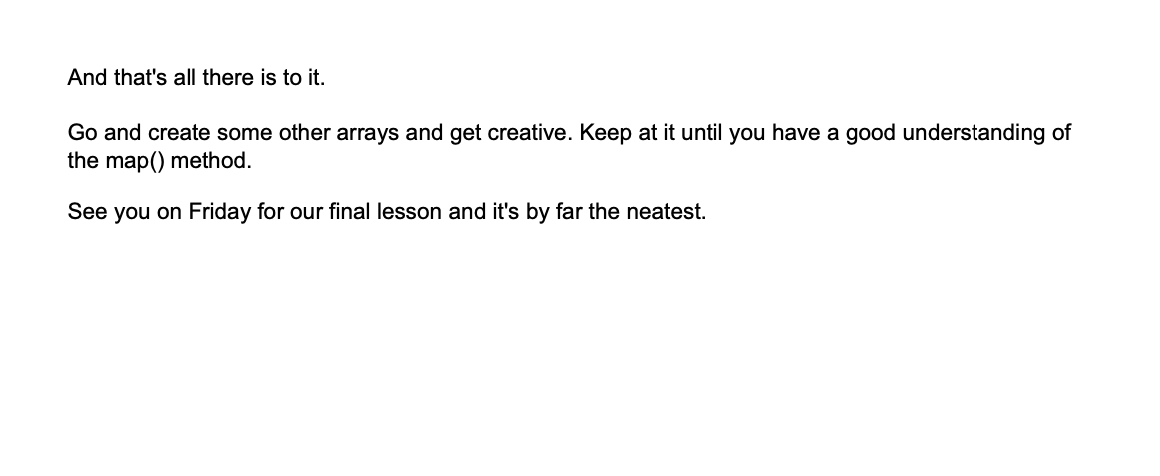 And that's all there is to it.
Go and create some other arrays and get creative. Keep at it until you have a good understanding of
the map() method.
See you on Friday for our final lesson and it's by far the neatest.